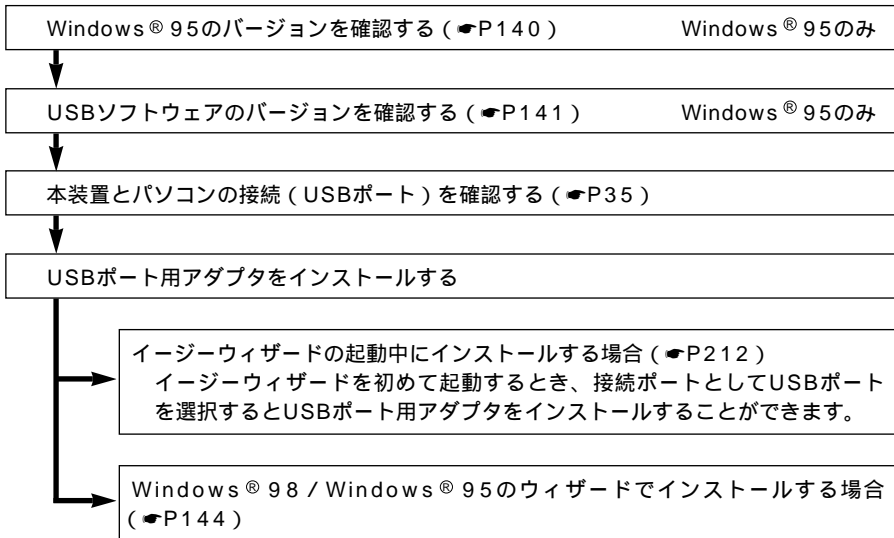 Windows®95のバージョンを確認する(☛P140) Windows®95のみ
USBソフトウェアのバージョンを確認する(☛P141) Windows®95のみ
本装置とパソコンの接続(USBポート)を確認する(☛P35)
USBポート用アダプタをインストールする
イージーウィザードの起動中にインストールする場合(☛P212)
イージーウィザードを初めて起動するとき、接続ポートとしてUSBポート
を選択するとUSBポート用アダプタをインストールすることができます。
Windows®98/Windows®95のウィザードでインストールする場合
(☛P144)